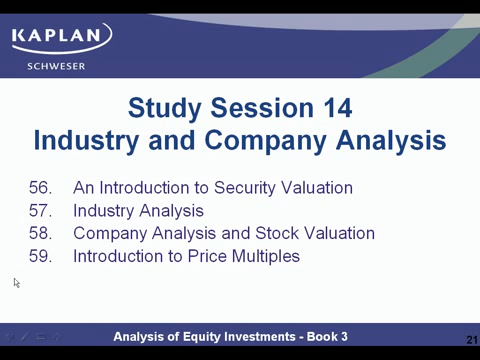 KAPLAN
SCHWESER
Study Session 14
Industry and Company Analysis
56. An Introduction to Security Valuation
57. Industry Analysis
58. Company Analysis and Stock Valuation
59. Introduction to Price Multiples
Analysis of Equity Investments - Book 3
21